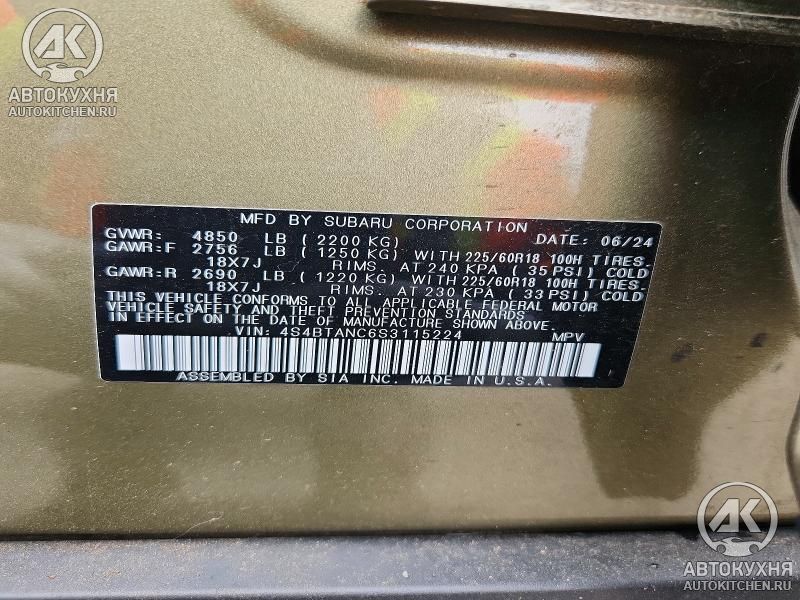 AK
АВТОКУХНЯ
AUTOKITCHEN.RU
MFD BY SUBARU CORPORATION
GVWR: 4850 LB ( 2200 KG) DATE: 06/24
GAWR:F 2756 LB ( 1250 KG) WITH 225/60R18 100H TIRES.
18X7J RIMS. AT 240 KPA ( 35 PSI) COLD
GAWR:R 2690 LB ( 1220 KG) WITH 225/60R18 100H TIRES.
18X7J RIMS. AT 230 KPA ( 33 PSI) COLD
THIS VEHICLE CONFORMS TO ALL APPLICABLE FEDERAL MOTOR
VEHICLE SAFETY AND THEFT PREVENTION STANDARDS
IN EFFECT ON THE DATE OF MANUFACTURE SHOWN ABOVE.
VIN: 4S4BTANC6S3115224 MPV
ASSEMBLED BY SIA INC. MADE IN U.S.A.
AK
АВТОКУХНЯ
AUTOKITCHEN.RU